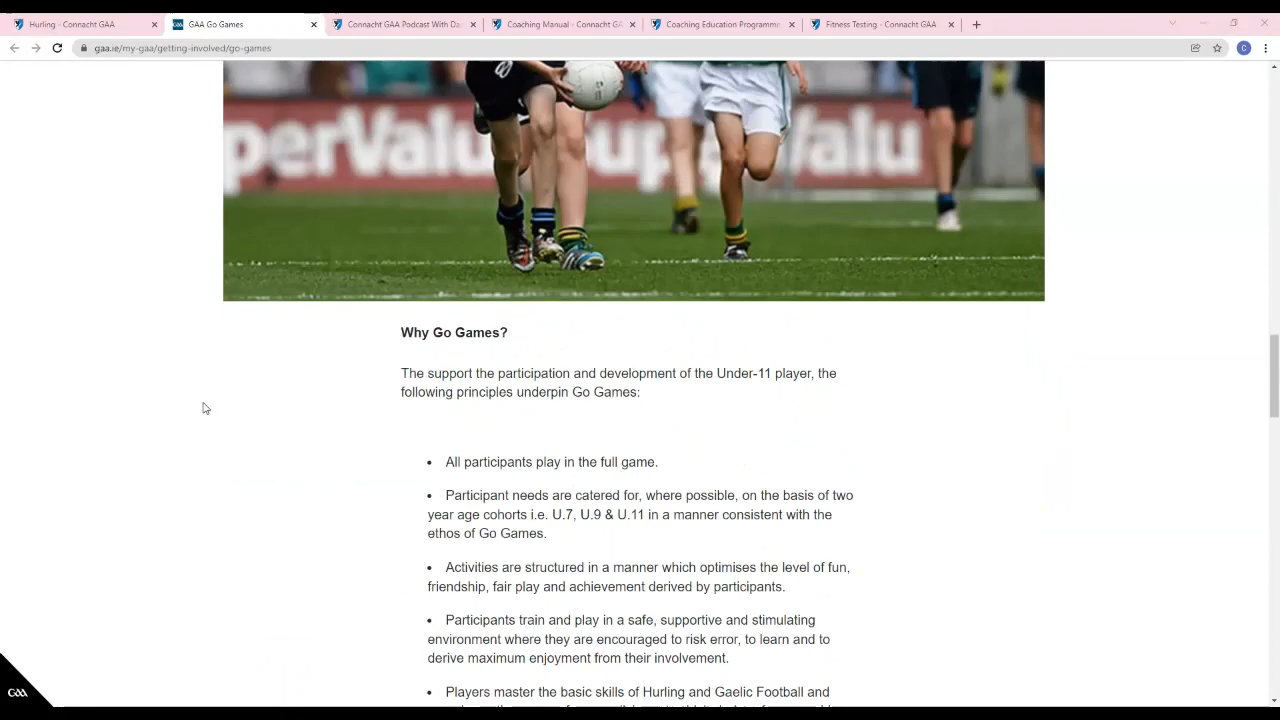 Hurling - Connacht GAA
GAA Go Games
Connacht GAA Podcast With Da
Coaching Manual - Connacht GA
Coaching Education Programme
Fitness Testing - Connacht GAA
gaa.ie/my-gaa/getting-involved/go-games
C
perValu SuperValu
Why Go Games?
The support the participation and development of the Under-11 player, the
following principles underpin Go Games:
• All participants play in the full game.
• Participant needs are catered for, where possible, on the basis of two
year age cohorts i.e. U.7, U.9 & U.11 in a manner consistent with the
ethos of Go Games.
• Activities are structured in a manner which optimises the level of fun,
friendship, fair play and achievement derived by participants.
• Participants train and play in a safe, supportive and stimulating
environment where they are encouraged to risk error, to learn and to
derive maximum enjoyment from their involvement.
• Players master the basic skills of Hurling and Gaelic Football and
GAA